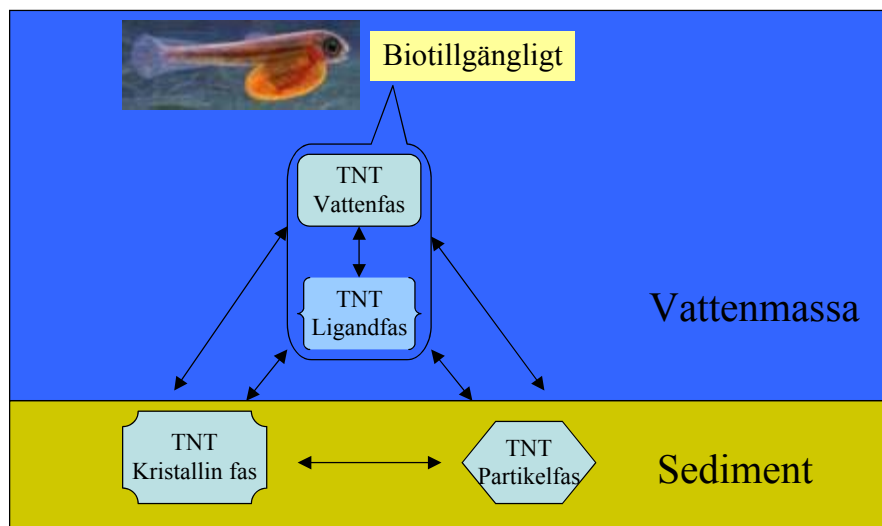 Biotillgängligt
TNT
Vattenfas
TNT
Ligandfas
Vattenmassa
TNT
Kristallin fas
TNT
Partikelfas
Sediment